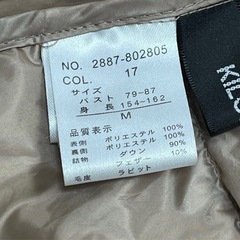 NO. 2887-802805
COL. 17
サイズ
バスト 79~87
身長 154~162
M
品質表示
表側 ポリエステル 100%
裏側 ポリエステル 100%
詰物 ダウン 90%
フェザー 10%
毛皮 ラビット
KIL